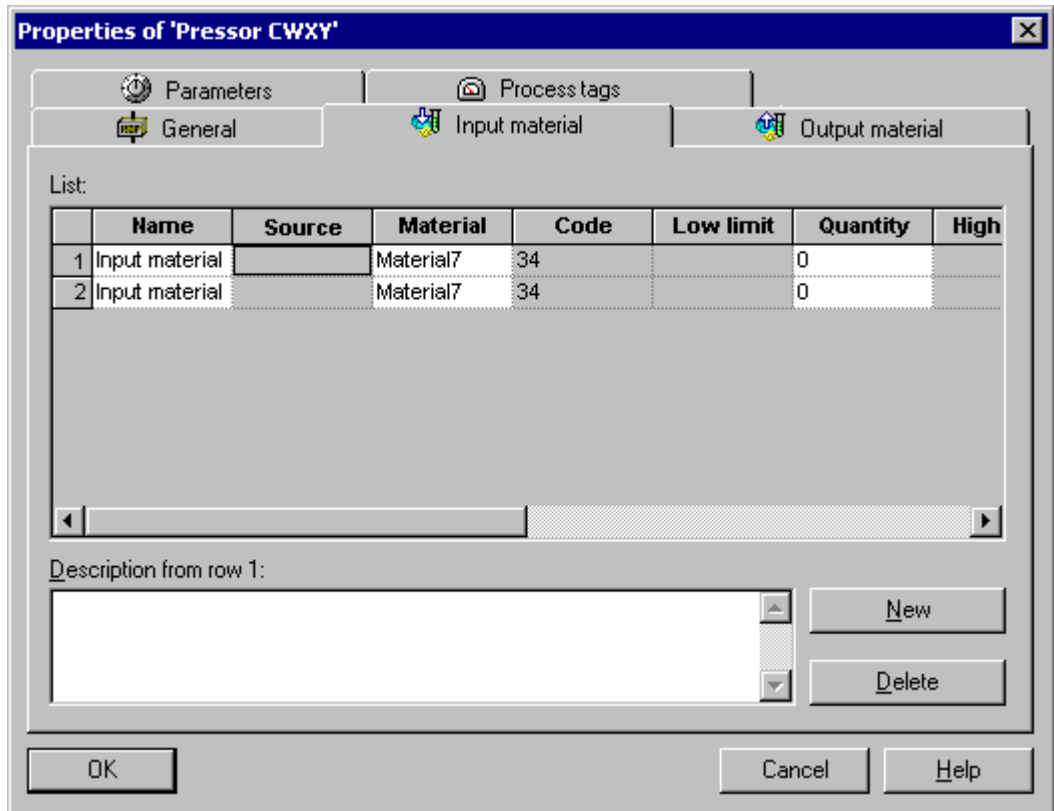 Properties of 'Pressor CWXY'
Parameters Process tags
General Input material Output material
List:
Name Source Material Code Low limit Quantity High
1 Input material Material7 34 0
2 Input material Material7 34 0
Description from row 1:
New
Delete
OK Cancel Help